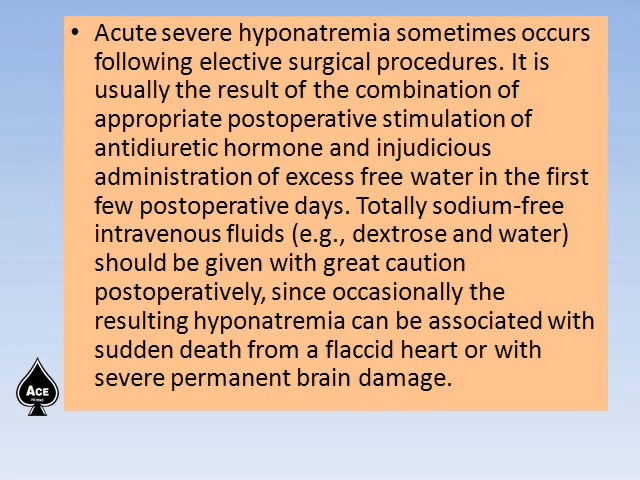 • Acute severe hyponatremia sometimes occurs
following elective surgical procedures. It is
usually the result of the combination of
appropriate postoperative stimulation of
antidiuretic hormone and injudicious
administration of excess free water in the first
few postoperative days. Totally sodium-free
intravenous fluids (e.g., dextrose and water)
should be given with great caution
postoperatively, since occasionally the
resulting hyponatremia can be associated with
sudden death from a flaccid heart or with
severe permanent brain damage.
ACE